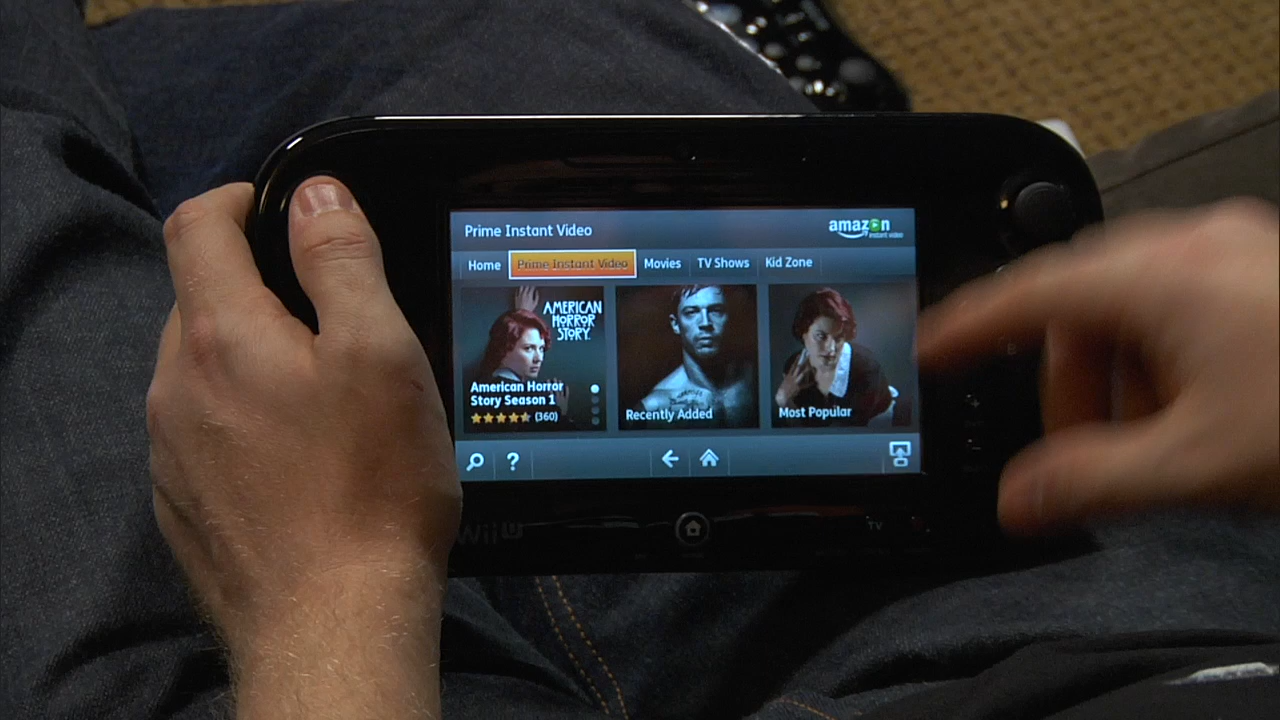 Prime Instant Video
amazon
instant video
Home Prime Instant Video Movies TV Shows Kid Zone
AMERICAN
HORROR
STORY
American Horror
Story Season 1
(360)
Recently Added
Most Popular
?
Wii U
TV